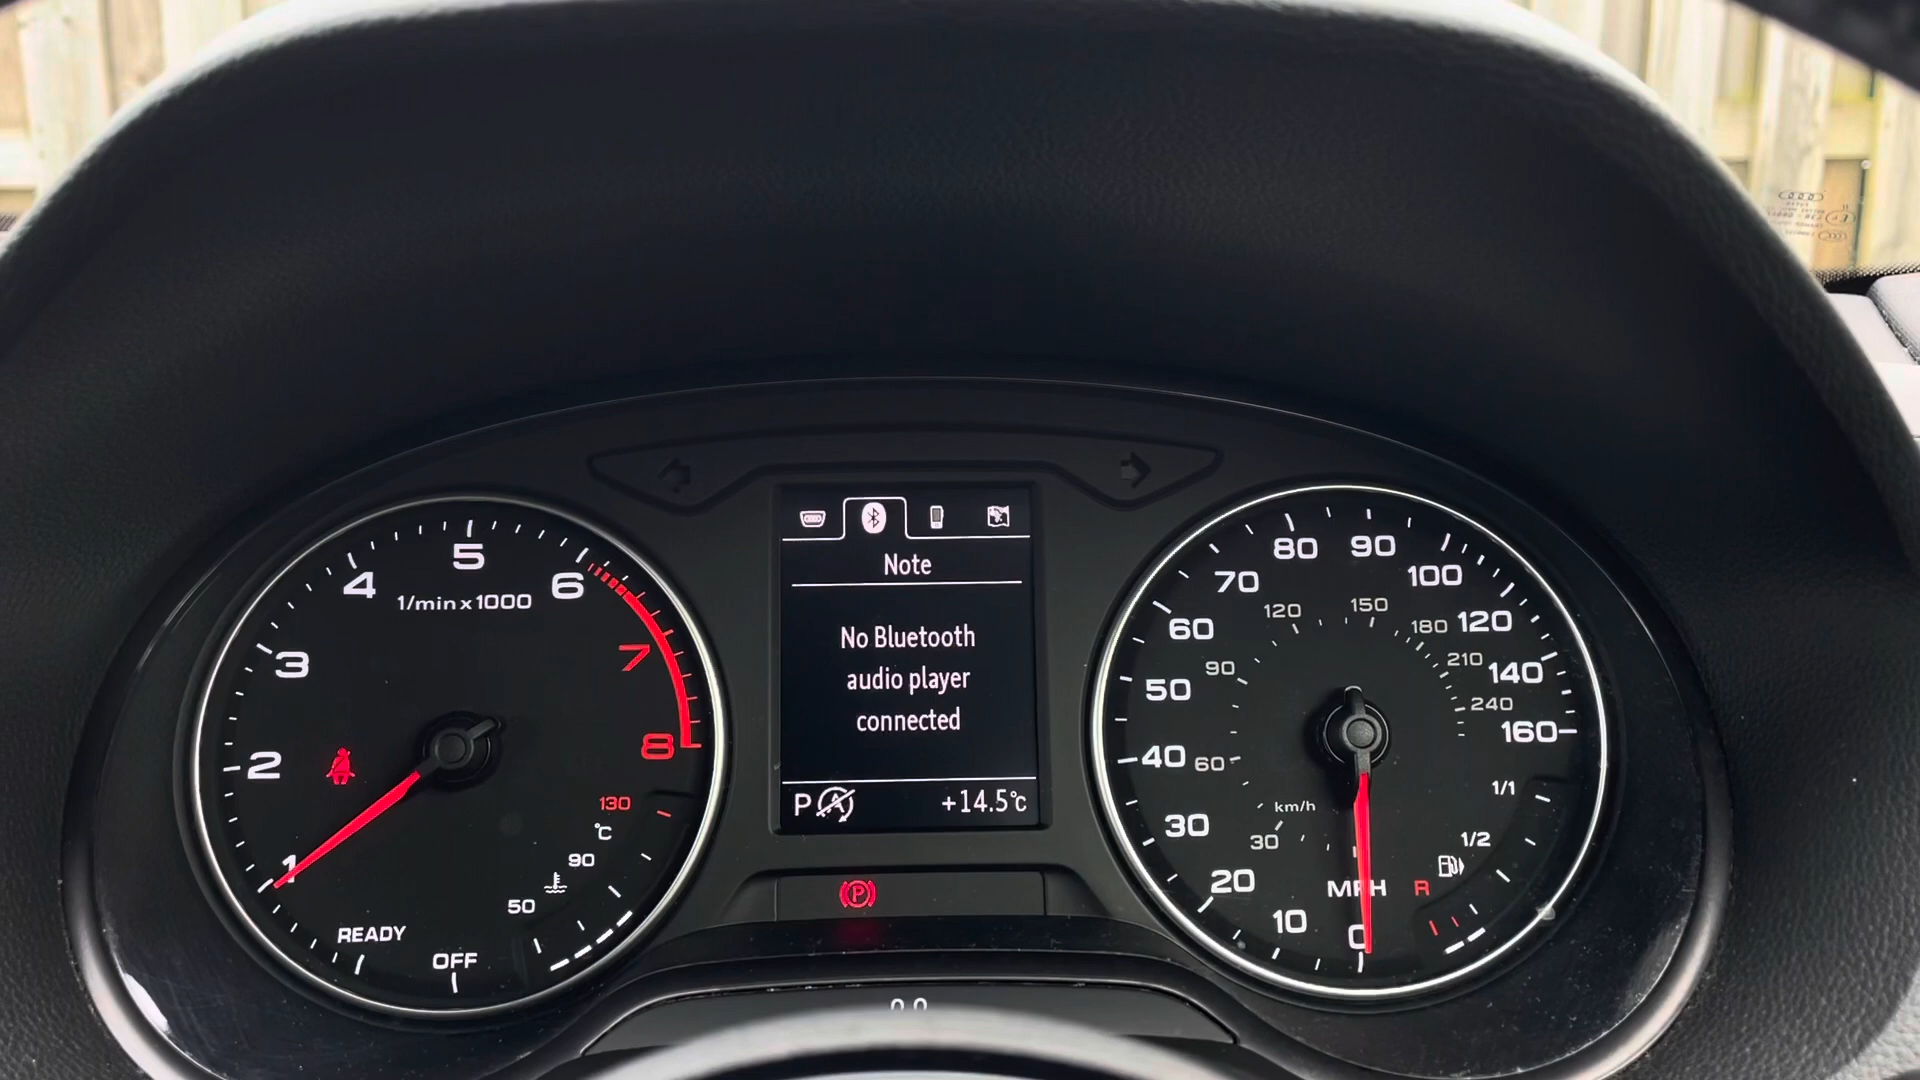 Note
No Bluetooth
audio player
connected
P A +14.5°C
1/min x 1000
1
2
3
4
5
6
7
8
READY
OFF
130
°C
90
50
P
0
10
20
30
40
50
60
70
80
90
100
120
140
160
MPH
km/h
30
60
90
120
150
180
210
240
1/1
1/2
R